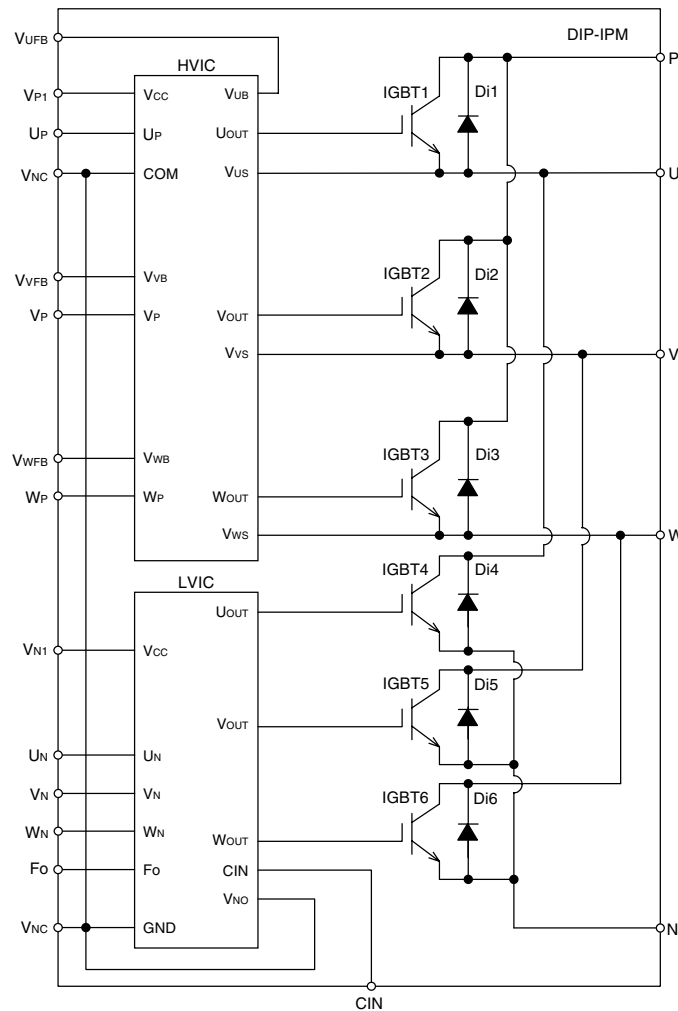 DIP-IPM
VUFB
HVIC
P
VP1
VCC
VUB
IGBT1
Di1
UP
UP
UOUT
VNC
COM
VUS
U
VVFB
VVB
IGBT2
Di2
VP
VP
VOUT
VVS
V
VWFB
VWB
IGBT3
Di3
WP
WP
WOUT
VWS
W
LVIC
IGBT4
Di4
UOUT
VN1
VCC
IGBT5
Di5
VOUT
UN
UN
VN
VN
IGBT6
Di6
WN
WN
WOUT
Fo
Fo
CIN
VNO
VNC
GND
N
CIN